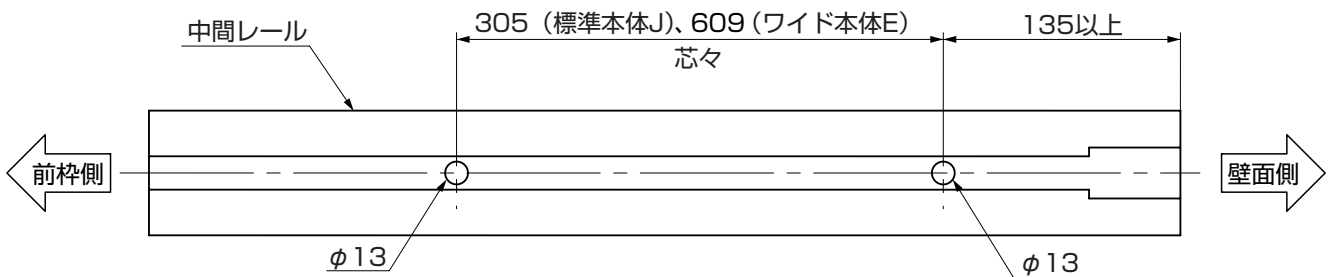 305（標準本体J）、609（ワイド本体E）
135以上
中間レール
芯々
前枠側
壁面側
φ13
φ13